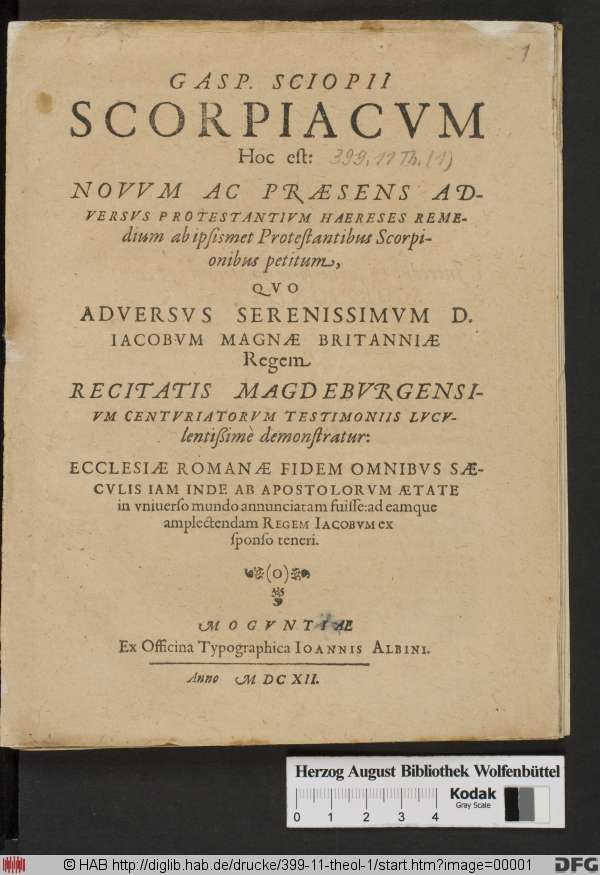 1
GASP. SCIOPII
SCORPIACVM
Hoc est: 399. 11 Th. (1)
NOVVM AC PRÆSENS AD-
VERSVS PROTESTANTIVM HAERESES REME-
dium ab ipsismet Protestantibus Scorpi-
onibus petitum,
QVO
ADVERSVS SERENISSIMVM D.
IACOBVM MAGNÆ BRITANNIÆ
Regem
RECITATIS MAGDEBVRGENSI-
VM CENTVRIATORVM TESTIMONIIS LVCV-
lentißimè demonstratur:
ECCLESIÆ ROMANÆ FIDEM OMNIBVS SÆ-
CVLIS IAM INDE AB APOSTOLORVM ÆTATE
in vniuerso mundo annunciatam fuisse: ad eamque
amplectendam REGEM IACOBVM ex
sponso teneri.
(o)
MOGVNTIAE
Ex Officina Typographica IOANNIS ALBINI.
Anno M DC XII.
Herzog August Bibliothek Wolfenbüttel
Kodak
Gray Scale
0 1 2 3 4
© HAB http://diglib.hab.de/drucke/399-11-theol-1/start.htm?image=00001
DFG